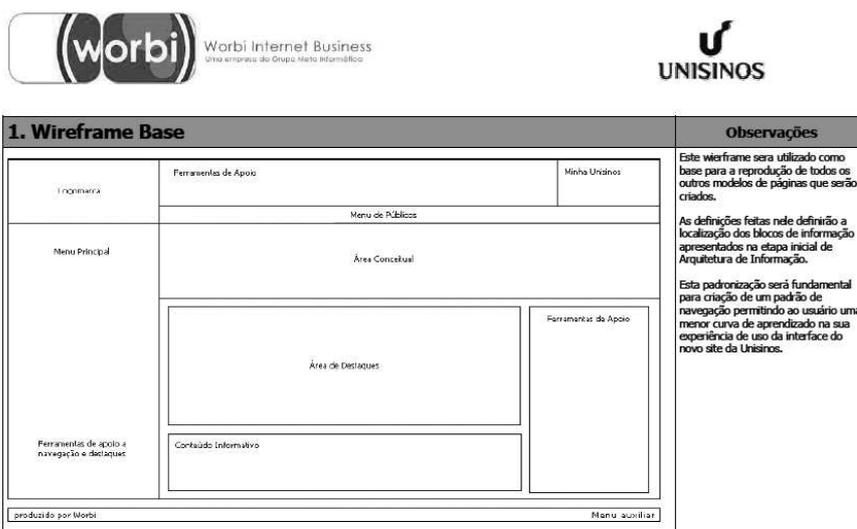 worbi
Worbi Internet Business
Uma empresa do Grupo Meta Informática
UNISINOS
1. Wireframe Base
Observações
Logomarca
Ferramentas de Apoio
Minha Unisinos
Menu de Públicos
Menu Principal
Área Conceitual
Área de Destaques
Ferramentas de Apoio
Ferramentas de apoio a
navegação e destaques
Conteúdo Informativo
produzido por Worbi
Menu auxiliar
Este wierframe sera utilizado como
base para a reprodução de todos os
outros modelos de páginas que serão
criados.
As definições feitas nele definirão a
localização dos blocos de informação
apresentados na etapa inicial de
Arquitetura de Informação.
Esta padronização será fundamental
para criação de um padrão de
navegação permitindo ao usuário uma
menor curva de aprendizado na sua
experiência de uso da interface do
novo site da Unisinos.